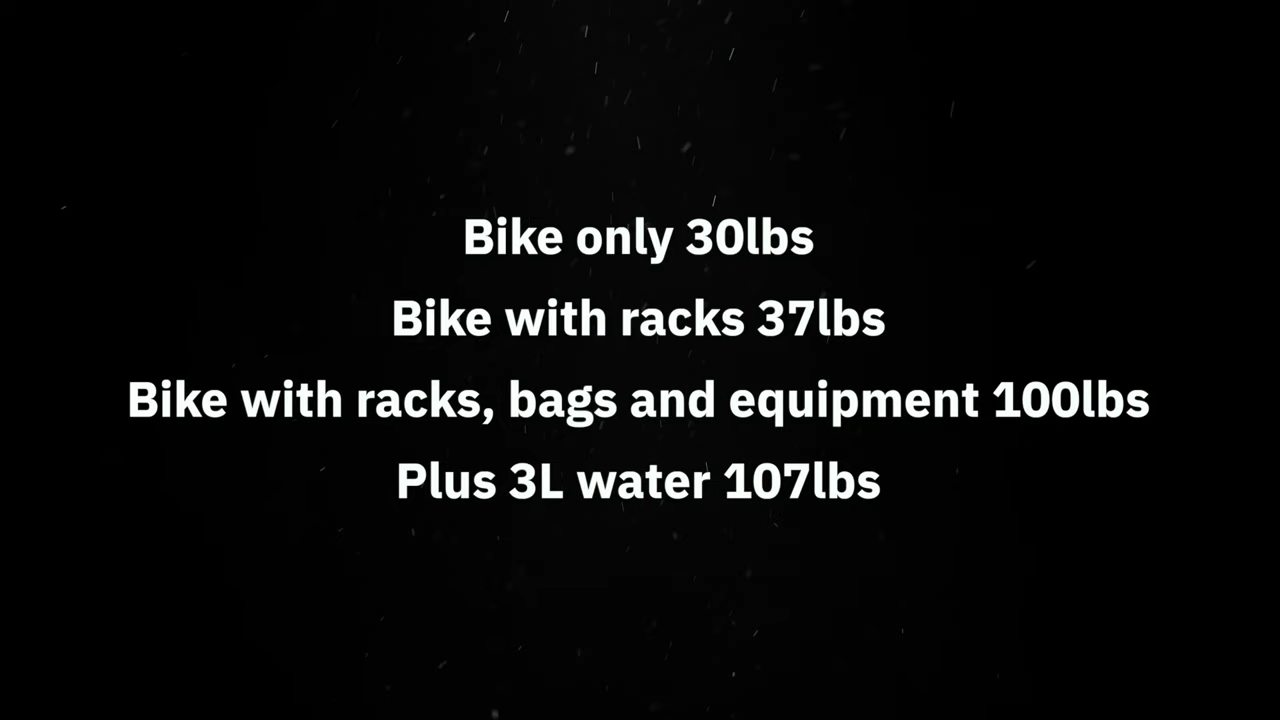 Bike only 30lbs
Bike with racks 37lbs
Bike with racks, bags and equipment 100lbs
Plus 3L water 107lbs